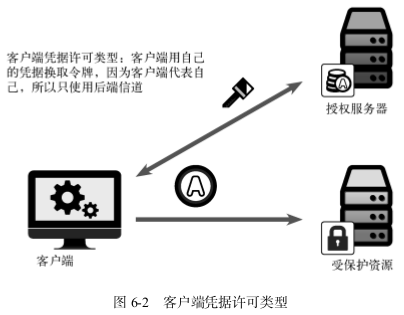 客户端凭据许可类型：客户端用自己
的凭据换取令牌，因为客户端代表自
己，所以只使用后端信道
A
授权服务器
A
客户端
受保护资源
图 6-2 客户端凭据许可类型